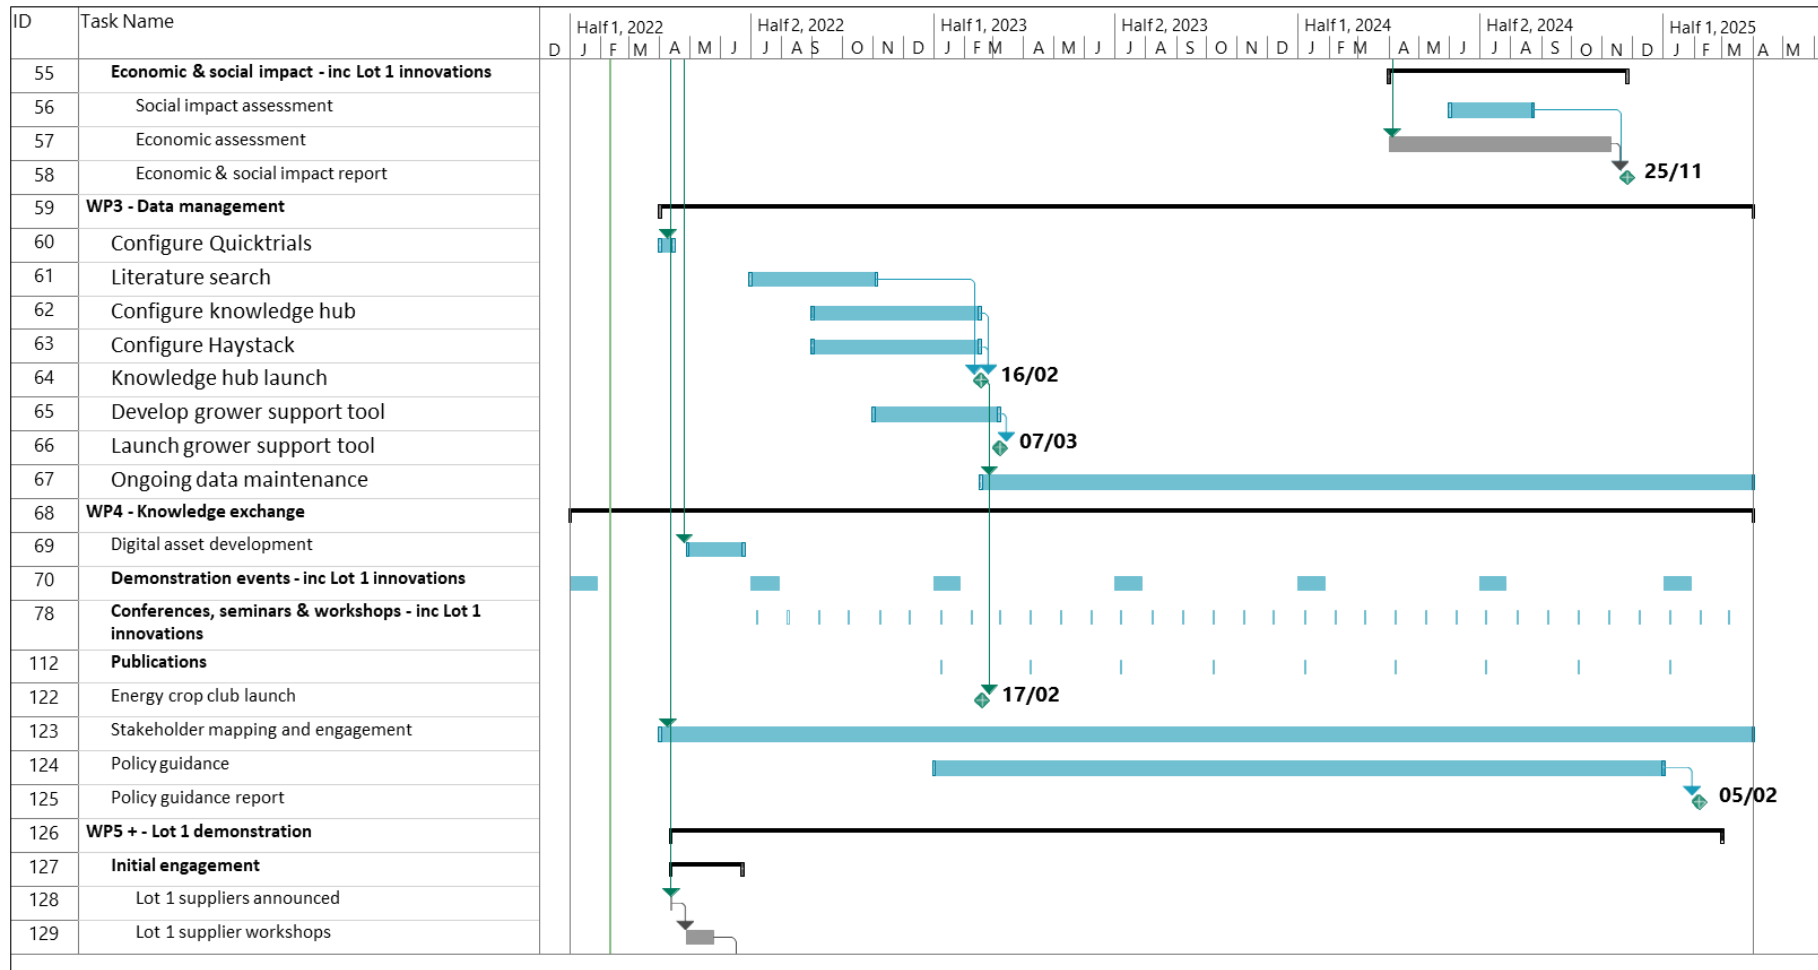 ID Task Name Half 1, 2022 Half 2, 2022 Half 1, 2023 Half 2, 2023 Half 1, 2024 Half 2, 2024 Half 1, 2025
D J F M A M J J A S O N D J F M A M J J A S O N D J F M A M J J A S O N D J F M A M
55 Economic & social impact - inc Lot 1 innovations
56 Social impact assessment
57 Economic assessment
58 Economic & social impact report 25/11
59 WP3 - Data management
60 Configure Quicktrials
61 Literature search
62 Configure knowledge hub
63 Configure Haystack
64 Knowledge hub launch 16/02
65 Develop grower support tool
66 Launch grower support tool 07/03
67 Ongoing data maintenance
68 WP4 - Knowledge exchange
69 Digital asset development
70 Demonstration events - inc Lot 1 innovations
78 Conferences, seminars & workshops - inc Lot 1
innovations
112 Publications
122 Energy crop club launch 17/02
123 Stakeholder mapping and engagement
124 Policy guidance
125 Policy guidance report 05/02
126 WP5 + - Lot 1 demonstration
127 Initial engagement
128 Lot 1 suppliers announced
129 Lot 1 supplier workshops